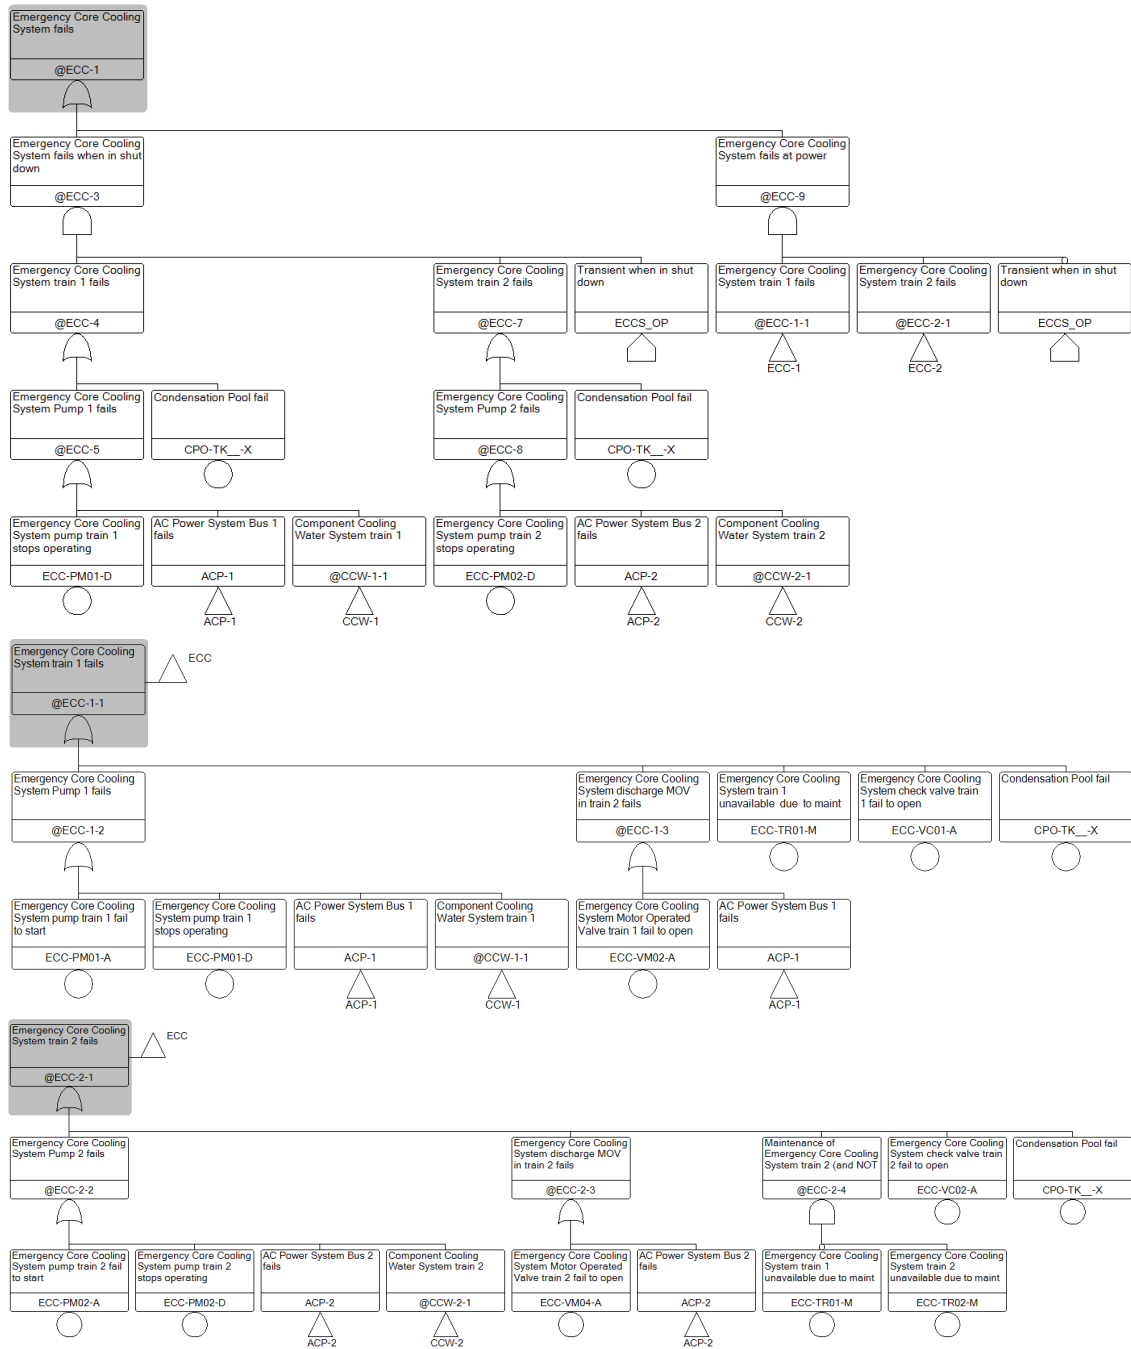 Emergency Core Cooling
System fails
@ECC-1
Emergency Core Cooling
System fails when in shut
down
@ECC-3
Emergency Core Cooling
System fails at power
@ECC-9
Emergency Core Cooling
System train 1 fails
@ECC-4
Emergency Core Cooling
System train 2 fails
@ECC-7
Transient when in shut
down
ECCS_OP
Emergency Core Cooling
System train 1 fails
@ECC-1-1
ECC-1
Emergency Core Cooling
System train 2 fails
@ECC-2-1
ECC-2
Transient when in shut
down
ECCS_OP
Emergency Core Cooling
System Pump 1 fails
@ECC-5
Condensation Pool fail
CPO-TK__-X
Emergency Core Cooling
System Pump 2 fails
@ECC-8
Condensation Pool fail
CPO-TK__-X
Emergency Core Cooling
System pump train 1
stops operating
ECC-PM01-D
AC Power System Bus 1
fails
ACP-1
ACP-1
Component Cooling
Water System train 1
@CCW-1-1
CCW-1
Emergency Core Cooling
System pump train 2
stops operating
ECC-PM02-D
AC Power System Bus 2
fails
ACP-2
ACP-2
Component Cooling
Water System train 2
@CCW-2-1
CCW-2
Emergency Core Cooling
System train 1 fails
@ECC-1-1
ECC
Emergency Core Cooling
System Pump 1 fails
@ECC-1-2
Emergency Core Cooling
System discharge MOV
in train 2 fails
@ECC-1-3
Emergency Core Cooling
System train 1
unavailable due to maint
ECC-TR01-M
Emergency Core Cooling
System check valve train
1 fail to open
ECC-VC01-A
Condensation Pool fail
CPO-TK__-X
Emergency Core Cooling
System pump train 1 fail
to start
ECC-PM01-A
Emergency Core Cooling
System pump train 1
stops operating
ECC-PM01-D
AC Power System Bus 1
fails
ACP-1
ACP-1
Component Cooling
Water System train 1
@CCW-1-1
CCW-1
Emergency Core Cooling
System Motor Operated
Valve train 1 fail to open
ECC-VM02-A
AC Power System Bus 1
fails
ACP-1
ACP-1
Emergency Core Cooling
System train 2 fails
@ECC-2-1
ECC
Emergency Core Cooling
System Pump 2 fails
@ECC-2-2
Emergency Core Cooling
System discharge MOV
in train 2 fails
@ECC-2-3
Maintenance of
Emergency Core Cooling
System train 2 (and NOT
@ECC-2-4
Emergency Core Cooling
System check valve train
2 fail to open
ECC-VC02-A
Condensation Pool fail
CPO-TK__-X
Emergency Core Cooling
System pump train 2 fail
to start
ECC-PM02-A
Emergency Core Cooling
System pump train 2
stops operating
ECC-PM02-D
AC Power System Bus 2
fails
ACP-2
ACP-2
Component Cooling
Water System train 2
@CCW-2-1
CCW-2
Emergency Core Cooling
System Motor Operated
Valve train 2 fail to open
ECC-VM04-A
AC Power System Bus 2
fails
ACP-2
ACP-2
Emergency Core Cooling
System train 1
unavailable due to maint
ECC-TR01-M
Emergency Core Cooling
System train 2
unavailable due to maint
ECC-TR02-M